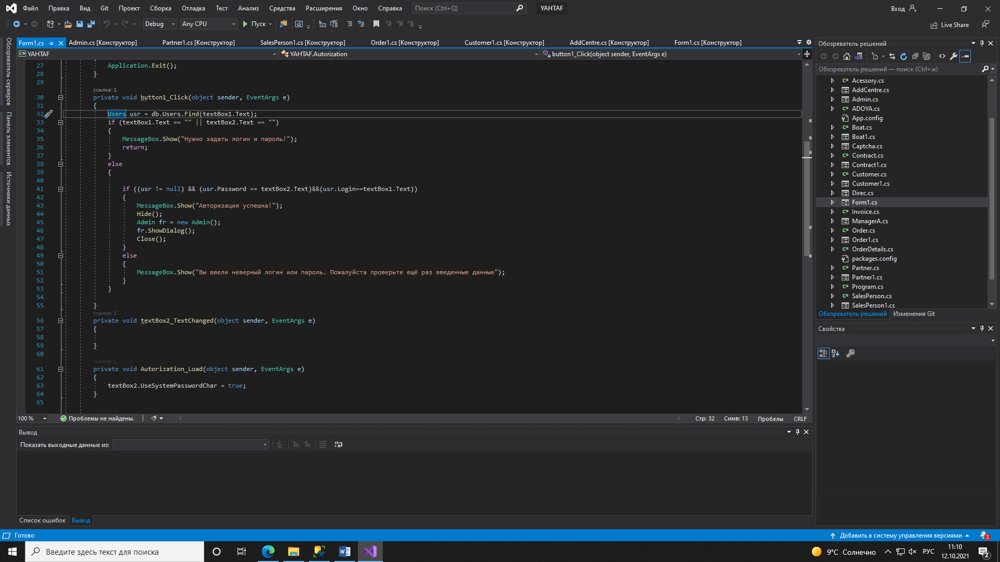 Файл Правка Вид Git Проект Сборка Отладка Тест Анализ Средства Расширения Окно Справка Поиск (Ctrl+Q) YAHTAF Вход
Debug Any CPU Пуск Live Share
Form1.cs Admin.cs [Конструктор] Partner1.cs [Конструктор] SalesPerson1.cs [Конструктор] Order1.cs [Конструктор] Customer1.cs [Конструктор] AddCentre.cs [Конструктор] Form1.cs [Конструктор]
YAHTAF YAHTAF.Autorization button1_Click(object sender, EventArgs e)
Обозреватель серверов
Панель элементов
Источники данных
27 Application.Exit();
28 }
29
ссылка: 1
30 private void button1_Click(object sender, EventArgs e)
31 {
32 Users usr = db.Users.Find(textBox1.Text);
33 if (textBox1.Text == "" || textBox2.Text == "")
34 {
35 MessageBox.Show("Нужно задать логин и пароль!");
36 return;
37 }
38 else
39 {
40
41 if ((usr != null) && (usr.Password == textBox2.Text)&&(usr.Login==textBox1.Text))
42 {
43 MessageBox.Show("Авторизация успешна!");
44 Hide();
45 Admin fr = new Admin();
46 fr.ShowDialog();
47 Close();
48 }
49 else
50 {
51 MessageBox.Show("Вы ввели неверный логин или пароль. Пожалуйста проверьте ещё раз введенные данные");
52 }
53 }
54
55 }
ссылка: 1
56 private void textBox2_TextChanged(object sender, EventArgs e)
57 {
58
59 }
60
ссылка: 1
61 private void Autorization_Load(object sender, EventArgs e)
62 {
63 textBox2.UseSystemPasswordChar = true;
64 }
65
100 % Проблемы не найдены. Стр: 32 Симв: 13 Пробелы CRLF
Вывод
Показать выходные данные из:
Список ошибок Вывод
Обозреватель решений
Обозреватель решений — поиск (Ctrl+ж)
C# Acessory.cs
AddCentre.cs
Admin.cs
C# ADOYA.cs
App.config
C# Boat.cs
Boat1.cs
Captcha.cs
C# Contract.cs
Contract1.cs
C# Customer.cs
Customer1.cs
Direc.cs
Form1.cs
C# Invoice.cs
ManagerA.cs
C# Order.cs
Order1.cs
C# OrderDetails.cs
packages.config
C# Partner.cs
Partner1.cs
C# Program.cs
C# SalesPerson.cs
SalesPerson1.cs
Обозреватель решений Изменения Git
Свойства
Готово Добавить в систему управления версиями 3
Введите здесь текст для поиска 9°C Солнечно РУС 11:10
12.10.2021 2